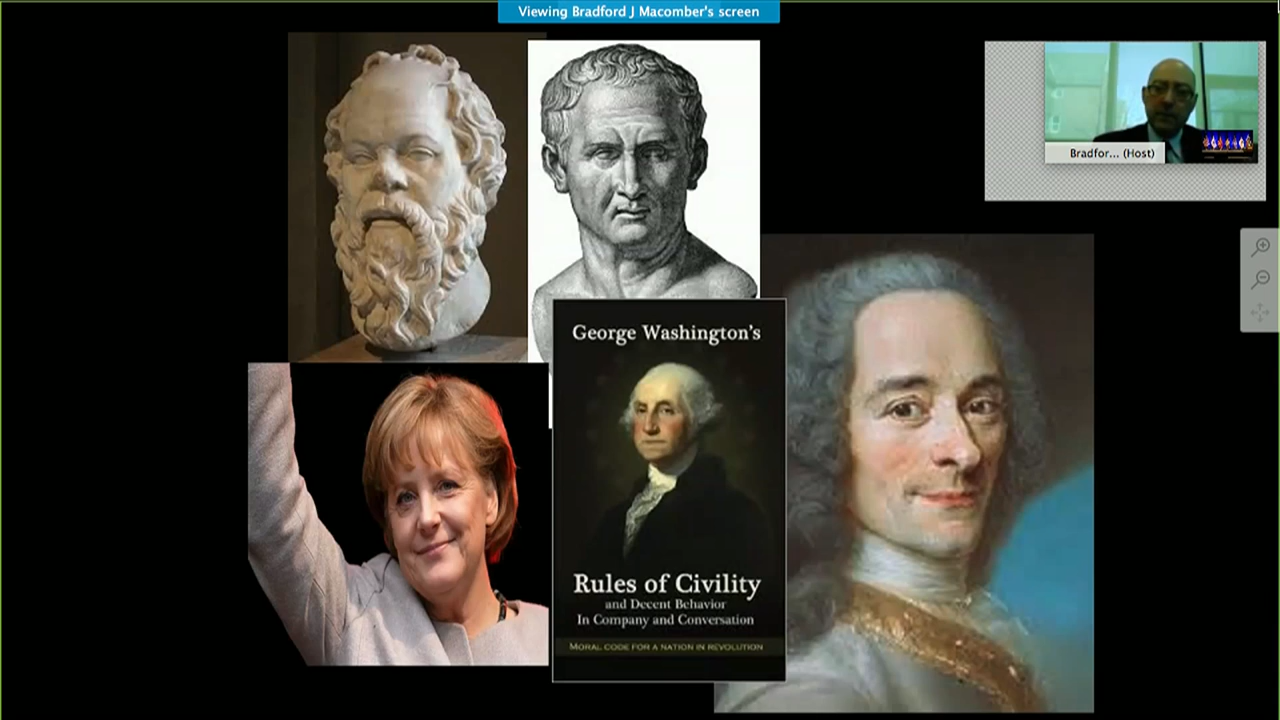 Viewing Bradford J Macomber's screen
Bradfor... (Host)
George Washington's
Rules of Civility
and Decent Behavior
In Company and Conversation
MORAL CODE FOR A NATION IN REVOLUTION